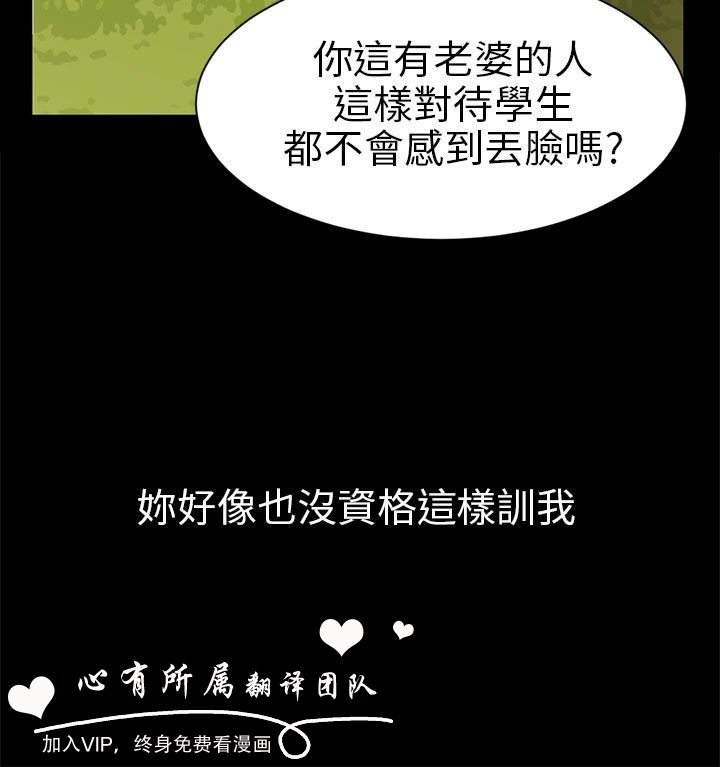 你這有老婆的人
這樣對待學生
都不會感到丟臉嗎?
妳好像也沒資格這樣訓我
心有所属翻译团队
加入VIP，终身免费看漫画